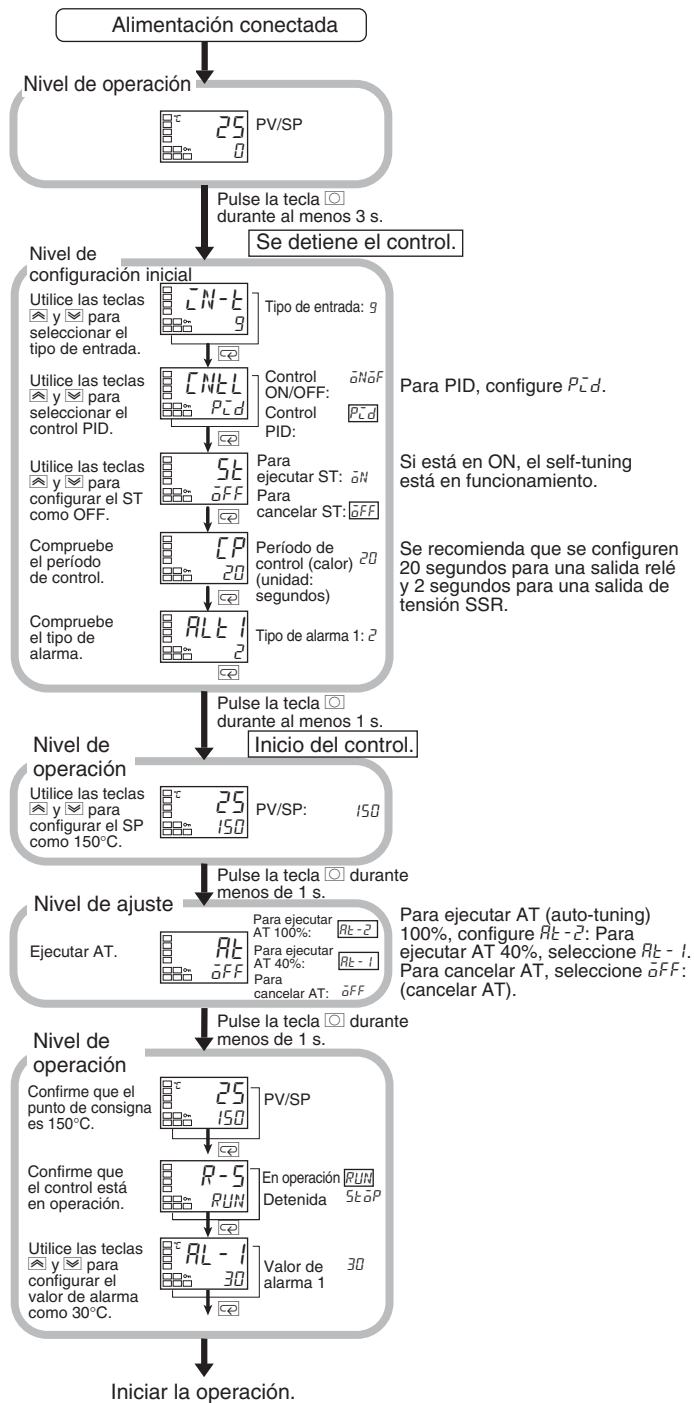 Alimentación conectada
Nivel de operación
25
0
PV/SP
Pulse la tecla
durante al menos 3 s.
Se detiene el control.
Nivel de
configuración inicial
Utilice las teclas
y para
seleccionar el
tipo de entrada.
IN-t
9
Tipo de entrada: 9
Utilice las teclas
y para
seleccionar el
control PID.
CNtL
PId
Control
ON/OFF:
oNoF
Control
PID:
PId
Para PID, configure PId.
Utilice las teclas
y para
configurar el ST
como OFF.
St
oFF
Para
ejecutar ST: oN
Para
cancelar ST: oFF
Si está en ON, el self-tuning
está en funcionamiento.
Compruebe
el período
de control.
CP
20
Período de
control (calor) 20
(unidad:
segundos)
Se recomienda que se configuren
20 segundos para una salida relé
y 2 segundos para una salida de
tensión SSR.
Compruebe
el tipo de
alarma.
ALt1
2
Tipo de alarma 1: 2
Pulse la tecla
durante al menos 1 s.
Inicio del control.
Nivel de
operación
Utilice las teclas
y para
configurar el SP
como 150°C.
°C
25
150
PV/SP: 150
Pulse la tecla durante
menos de 1 s.
Nivel de ajuste
Ejecutar AT.
At
oFF
Para ejecutar
AT 100%: At-2
Para ejecutar
AT 40%: At-1
Para
cancelar AT: oFF
Para ejecutar AT (auto-tuning)
100%, configure At-2: Para
ejecutar AT 40%, seleccione At-1.
Para cancelar AT, seleccione oFF:
(cancelar AT).
Pulse la tecla durante
menos de 1 s.
Nivel de
operación
Confirme que el
punto de consigna
es 150°C.
°C
25
150
PV/SP
Confirme que
el control está
en operación.
R-S
RUN
En operación RUN
Detenida StoP
Utilice las teclas
y para
configurar el
valor de alarma
como 30°C.
°C
AL-1
30
Valor de
alarma 1
30
Iniciar la operación.